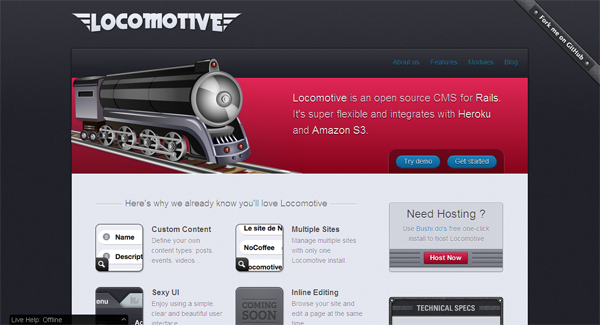 LOCOMOTIVE
Fork me on GitHub
About us Features Modules Blog
Locomotive is an open source CMS for Rails.
It's super flexible and integrates with Heroku
and Amazon S3.
Try demo Get started
Here's why we already know you'll love Locomotive
Name
Descript
Custom Content
Define your own
content types: posts,
events, videos ...
Le site de N
NoCoffee
Locomotive
Multiple Sites
Manage multiple sites
with only one
Locomotive install.
Need Hosting ?
Use Bushi.do's free one-click
install to host Locomotive
Host Now
Menu
Sexy UI
Enjoy using a simple,
clear and beautiful user
interface
COMING
SOON
Inline Editing
Browse your site and
edit a page at the same
time.
TECHNICAL SPECS
Live Help: Offline